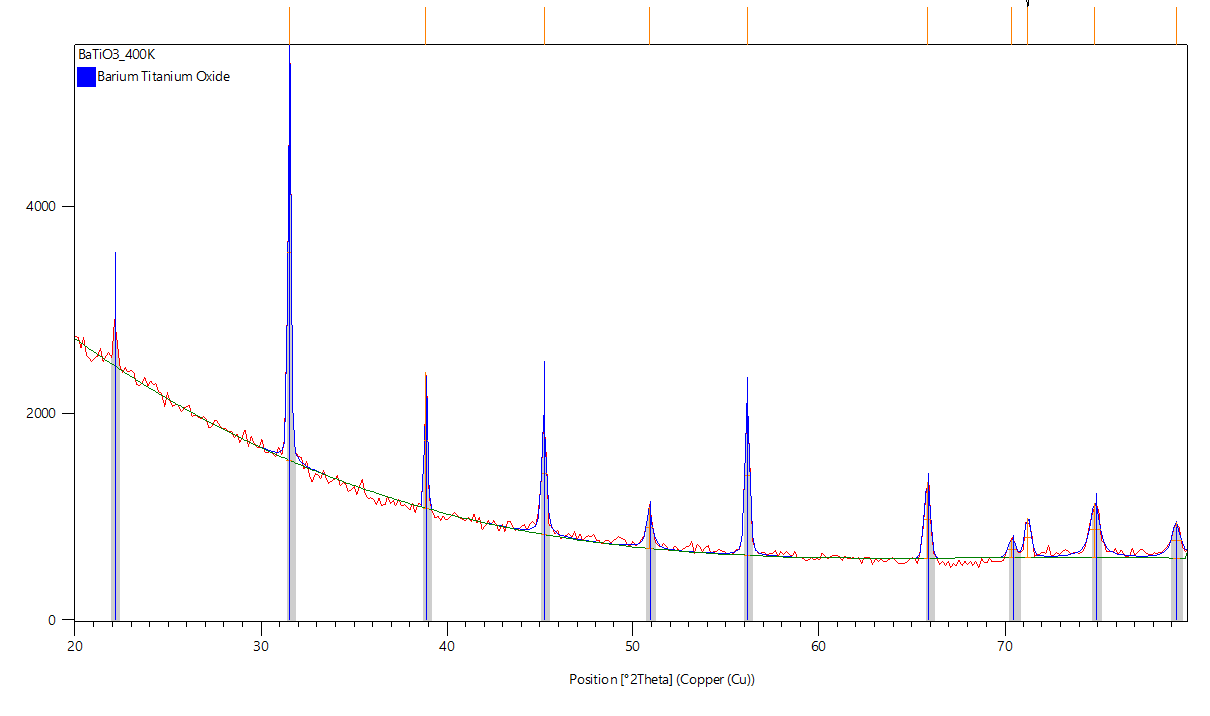 BaTiO3_400K
Barium Titanium Oxide
4000
2000
0
20 30 40 50 60 70
Position [°2Theta] (Copper (Cu))